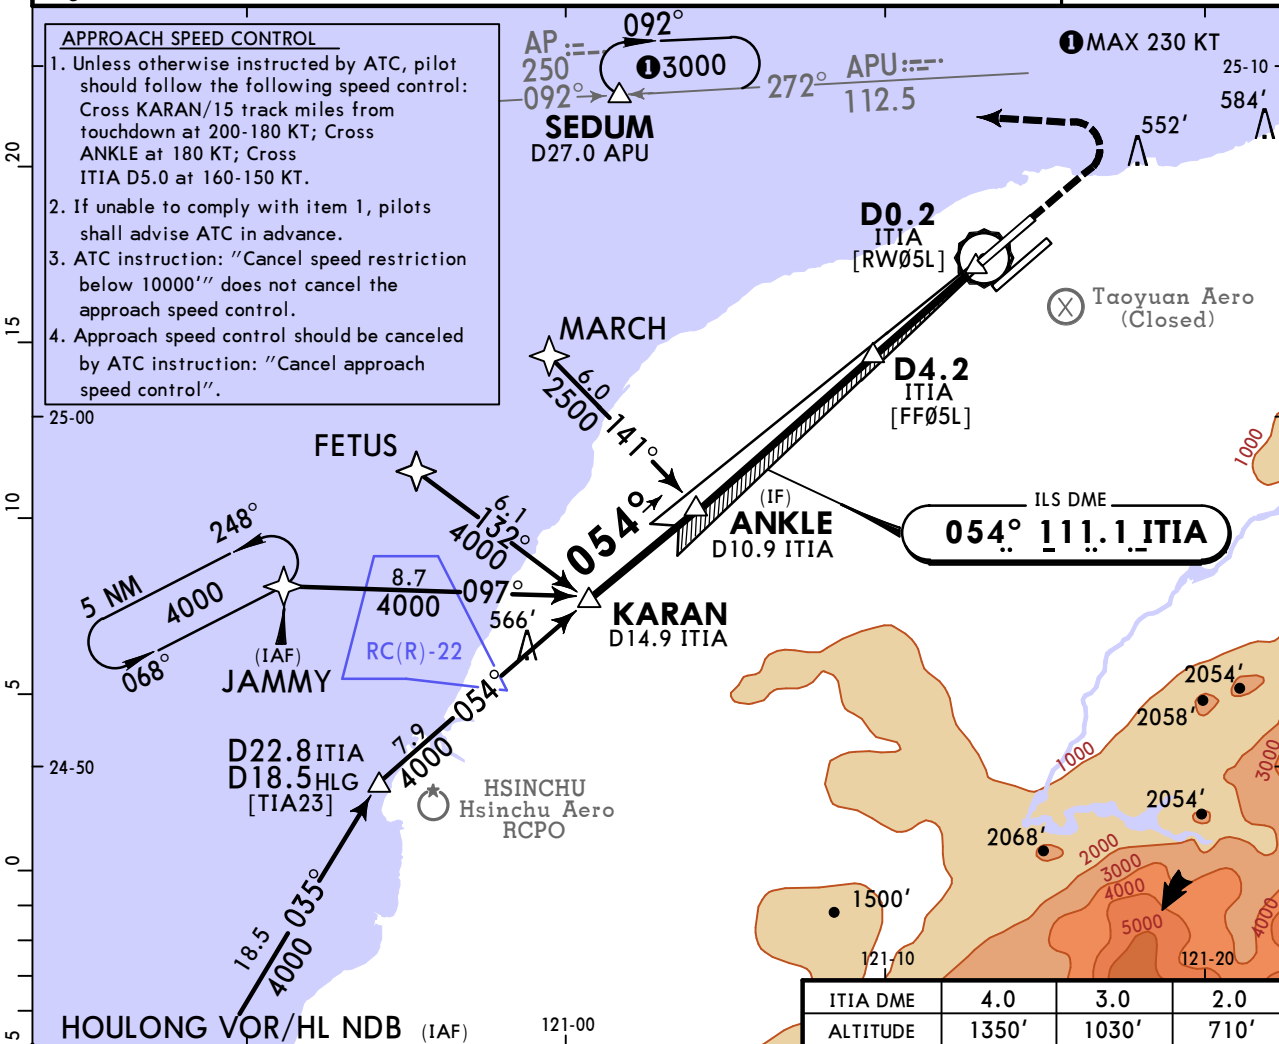 APPROACH SPEED CONTROL
1. Unless otherwise instructed by ATC, pilot
should follow the following speed control:
Cross KARAN/15 track miles from
touchdown at 200-180 KT; Cross
ANKLE at 180 KT; Cross
ITIA D5.0 at 160-150 KT.
2. If unable to comply with item 1, pilots
shall advise ATC in advance.
3. ATC instruction: "Cancel speed restriction
below 10000'" does not cancel the
approach speed control.
4. Approach speed control should be canceled
by ATC instruction: "Cancel approach
speed control".
092°
AP
250
092°
1 3000
272°
APU
112.5
SEDUM
D27.0 APU
1 MAX 230 KT
25-10
584'
552'
20
15
10
5
0
5
25-00
24-50
D0.2
ITIA
[RWØ5L]
Taoyuan Aero
(Closed)
MARCH
6.0
2500
141°
D4.2
ITIA
[FFØ5L]
FETUS
6.1
132°
4000
054°
(IF)
ANKLE
D10.9 ITIA
ILS DME
054° 111.1 ITIA
1000
248°
5 NM
4000
068°
(IAF)
JAMMY
8.7
4000
097°
RC(R)-22
566'
KARAN
D14.9 ITIA
054°
7.9
4000
D22.8 ITIA
D18.5 HLG
[TIA23]
HSINCHU
Hsinchu Aero
RCPO
035°
18.5
4000
HOULONG VOR/HL NDB (IAF)
121-00
2054'
2058'
3000
1000
2054'
2068'
2000
3000
4000
5000
4000
1500'
121-10
121-20
ITIA DME 4.0 3.0 2.0
ALTITUDE 1350' 1030' 710'